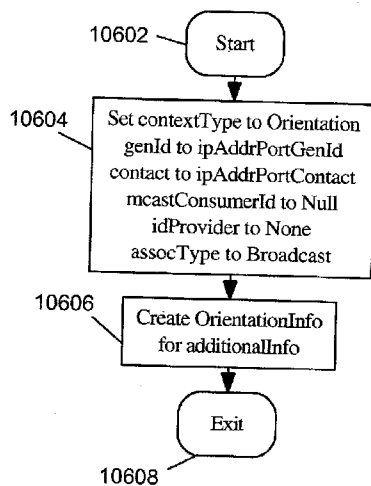 10602
Start
10604
Set contextType to Orientation
genId to ipAddrPortGenId
contact to ipAddrPortContact
mcastConsumerId to Null
idProvider to None
assocType to Broadcast
10606
Create OrientationInfo
for additionalInfo
Exit
10608